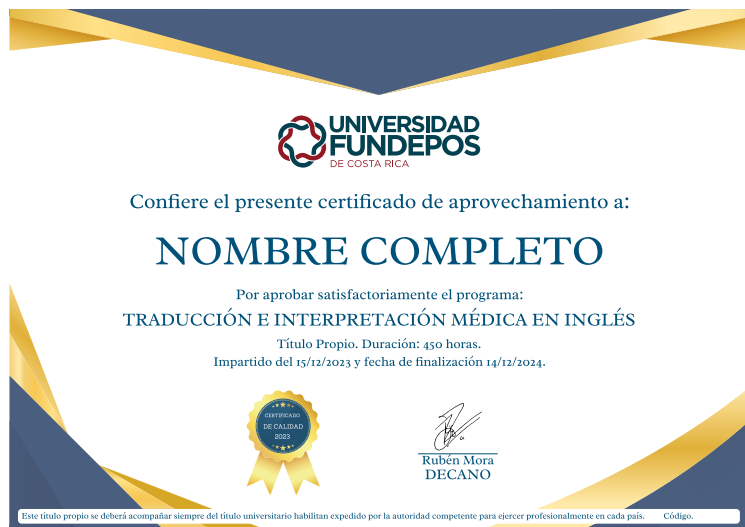 UNIVERSIDAD
FUNDEPOS
DE COSTA RICA
Confiere el presente certificado de aprovechamiento a:
NOMBRE COMPLETO
Por aprobar satisfactoriamente el programa:
TRADUCCIÓN E INTERPRETACIÓN MÉDICA EN INGLÉS
Título Propio. Duración: 450 horas.
Impartido del 15/12/2023 y fecha de finalización 14/12/2024.
CERTIFICADO
DE CALIDAD
2023
Rubén Mora
DECANO
Este título propio se deberá acompañar siempre del título universitario habilitan expedido por la autoridad competente para ejercer profesionalmente en cada país. Código.